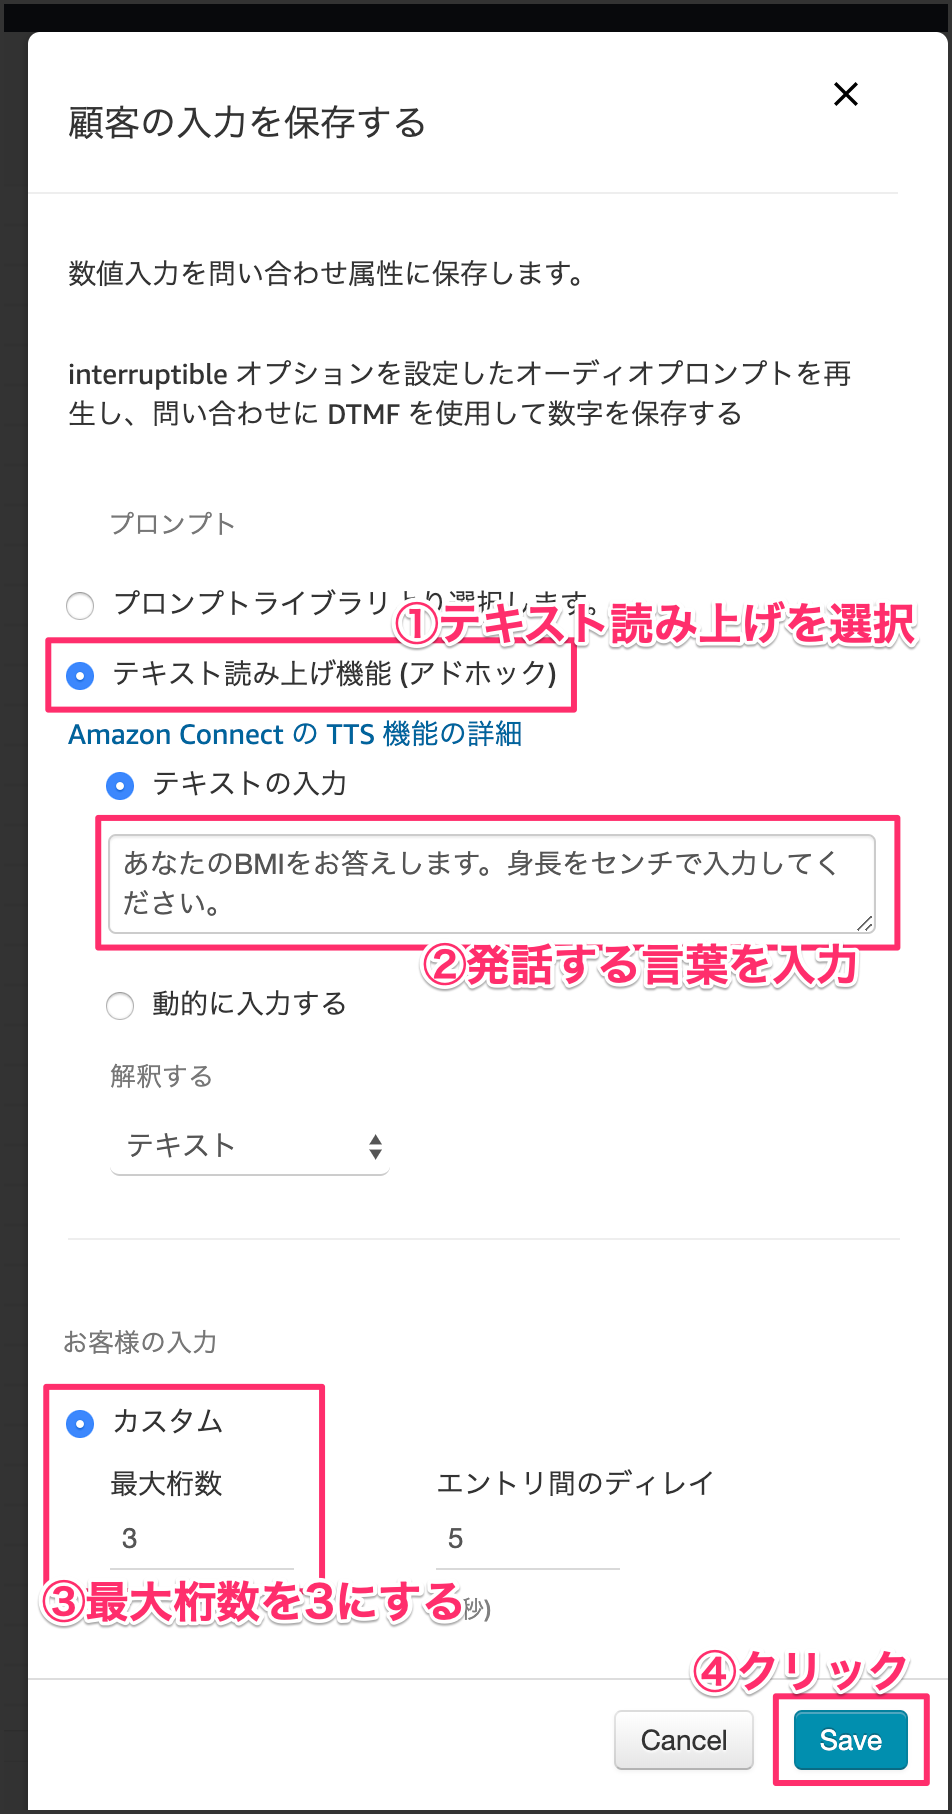 顧客の入力を保存する
数値入力を問い合わせ属性に保存します。
interruptible オプションを設定したオーディオプロンプトを再
生し、問い合わせに DTMF を使用して数字を保存する
プロンプト
プロンプトライブラリより選択します。
①テキスト読み上げを選択
テキスト読み上げ機能 (アドホック)
Amazon Connect の TTS 機能の詳細
テキストの入力
あなたのBMIをお答えします。身長をセンチで入力してく
ださい。
②発話する言葉を入力
動的に入力する
解釈する
テキスト
お客様の入力
カスタム
最大桁数
エントリ間のディレイ
3
5
③最大桁数を3にする
秒)
④クリック
Cancel
Save